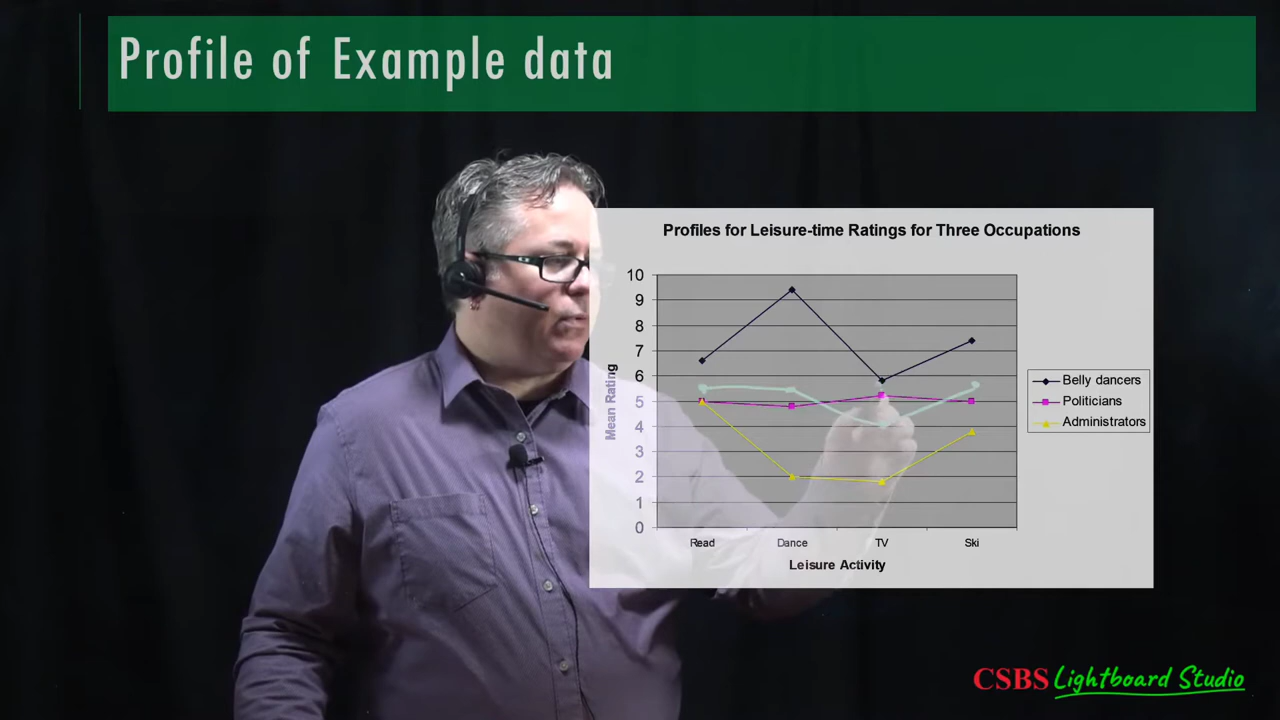 Profile of Example data
Profiles for Leisure-time Ratings for Three Occupations
10
9
8
7
6
5
4
3
2
1
0
Mean Rating
Read Dance TV Ski
Leisure Activity
Belly dancers
Politicians
Administrators
CSBS Lightboard Studio